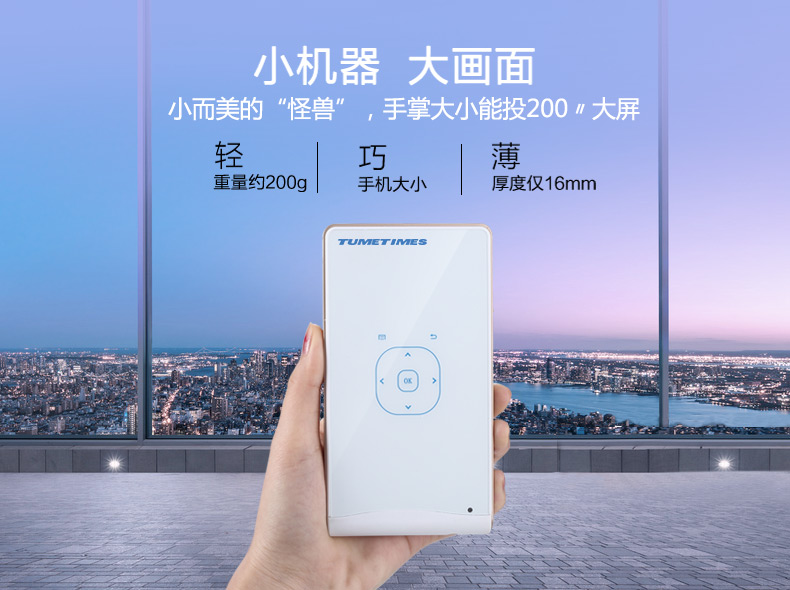 小机器 大画面
小而美的“怪兽”，手掌大小能投200〃大屏
轻
重量约200g
巧
手机大小
薄
厚度仅16mm
TUMETIMES
OK